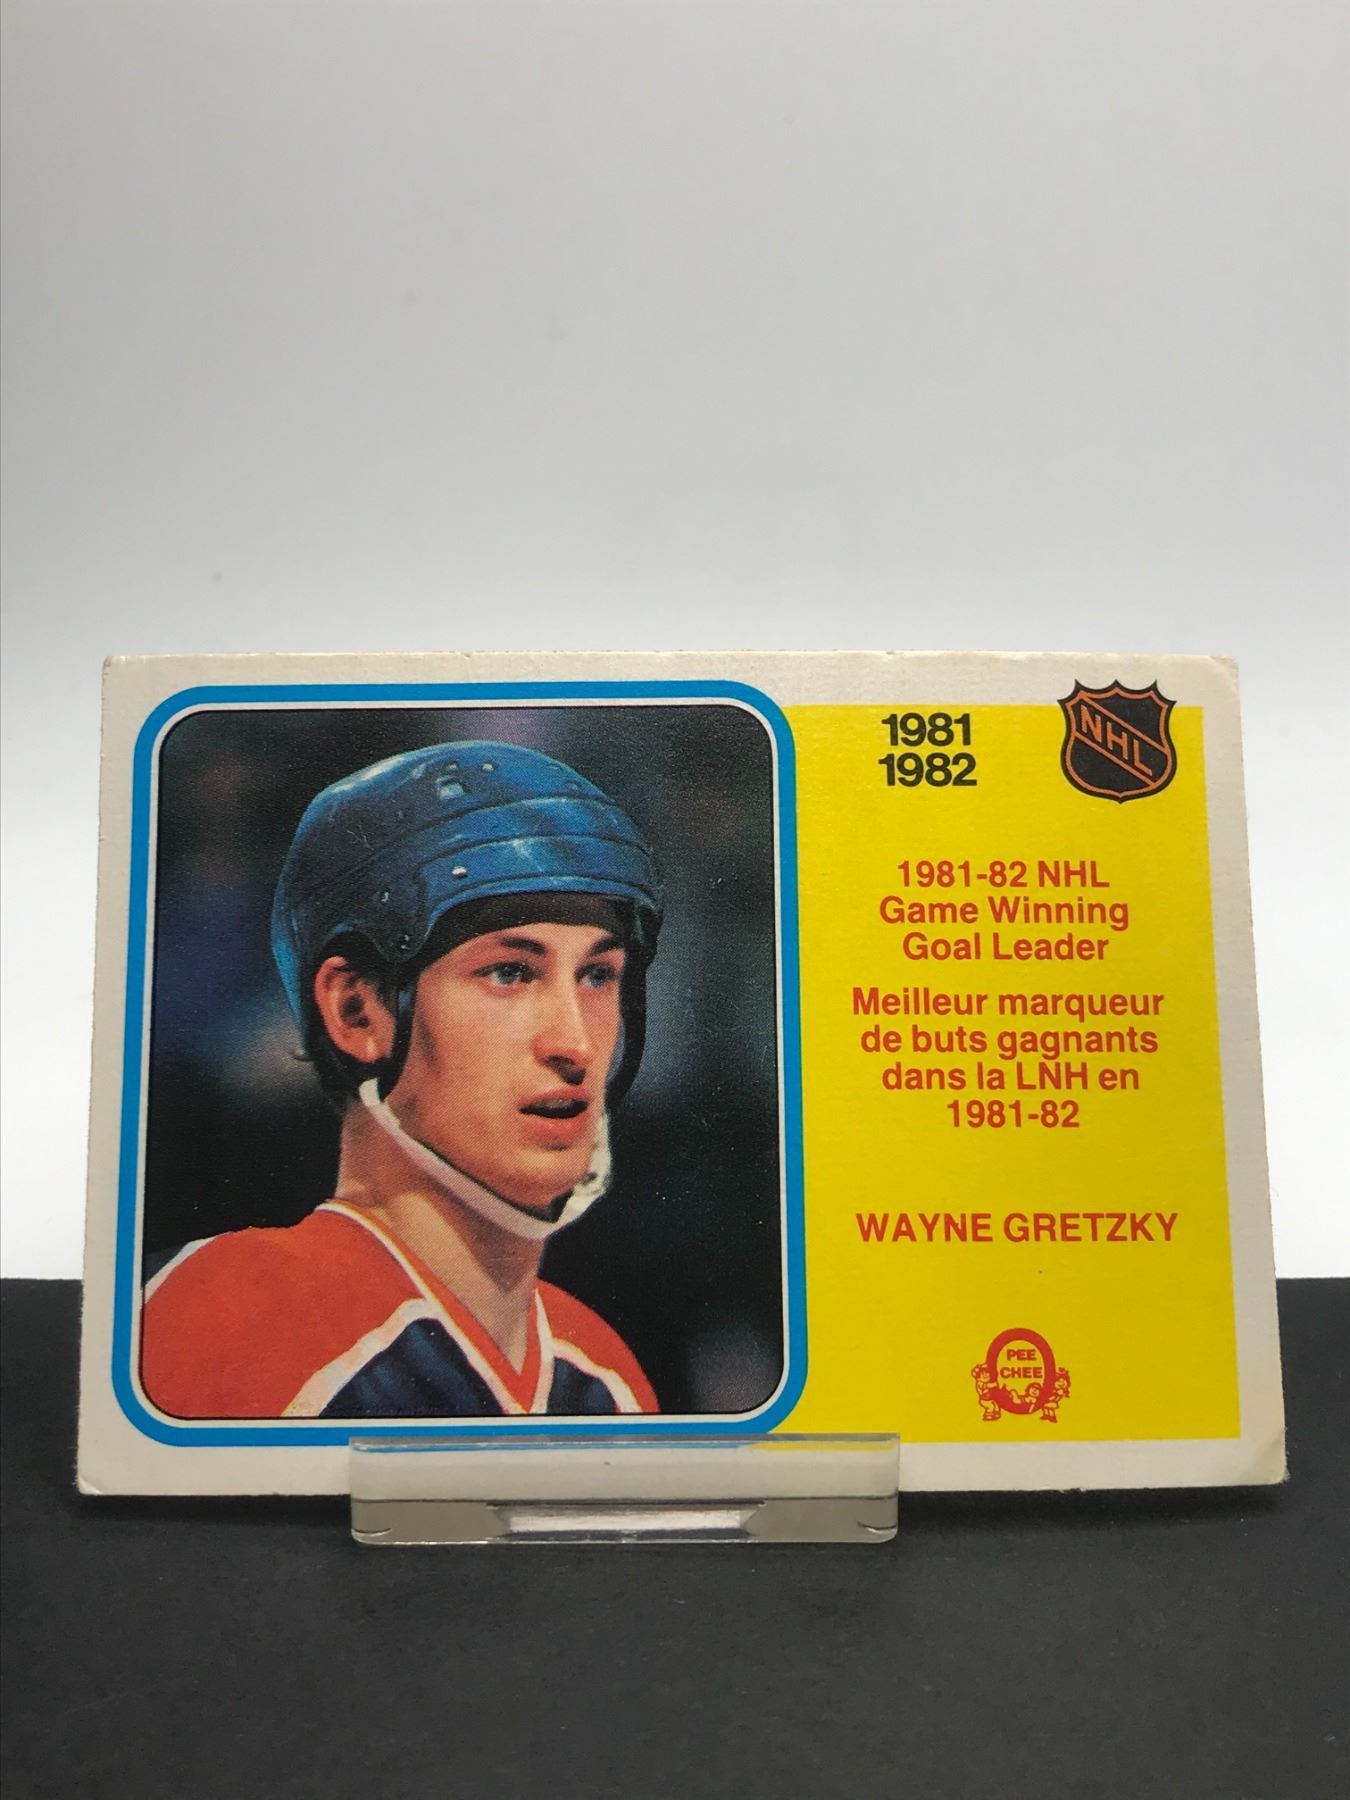 1981
1982
NHL
1981-82 NHL
Game Winning
Goal Leader
Meilleur marqueur
de buts gagnants
dans la LNH en
1981-82
WAYNE GRETZKY
O
PEE
CHEE